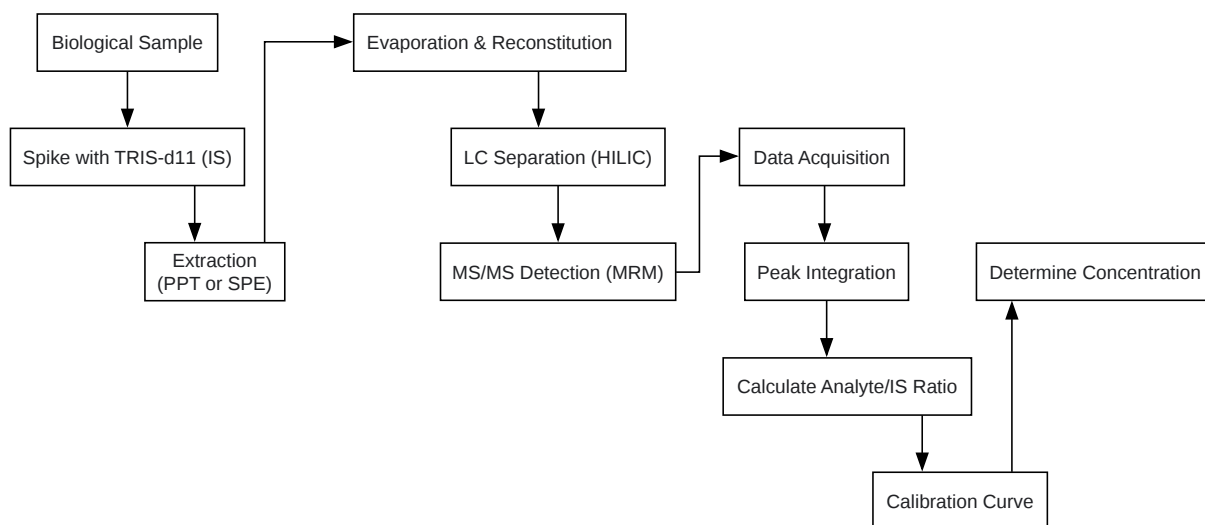 Biological Sample
Spike with TRIS-d11 (IS)
Extraction
(PPT or SPE)
Evaporation & Reconstitution
LC Separation (HILIC)
MS/MS Detection (MRM)
Data Acquisition
Peak Integration
Calculate Analyte/IS Ratio
Calibration Curve
Determine Concentration